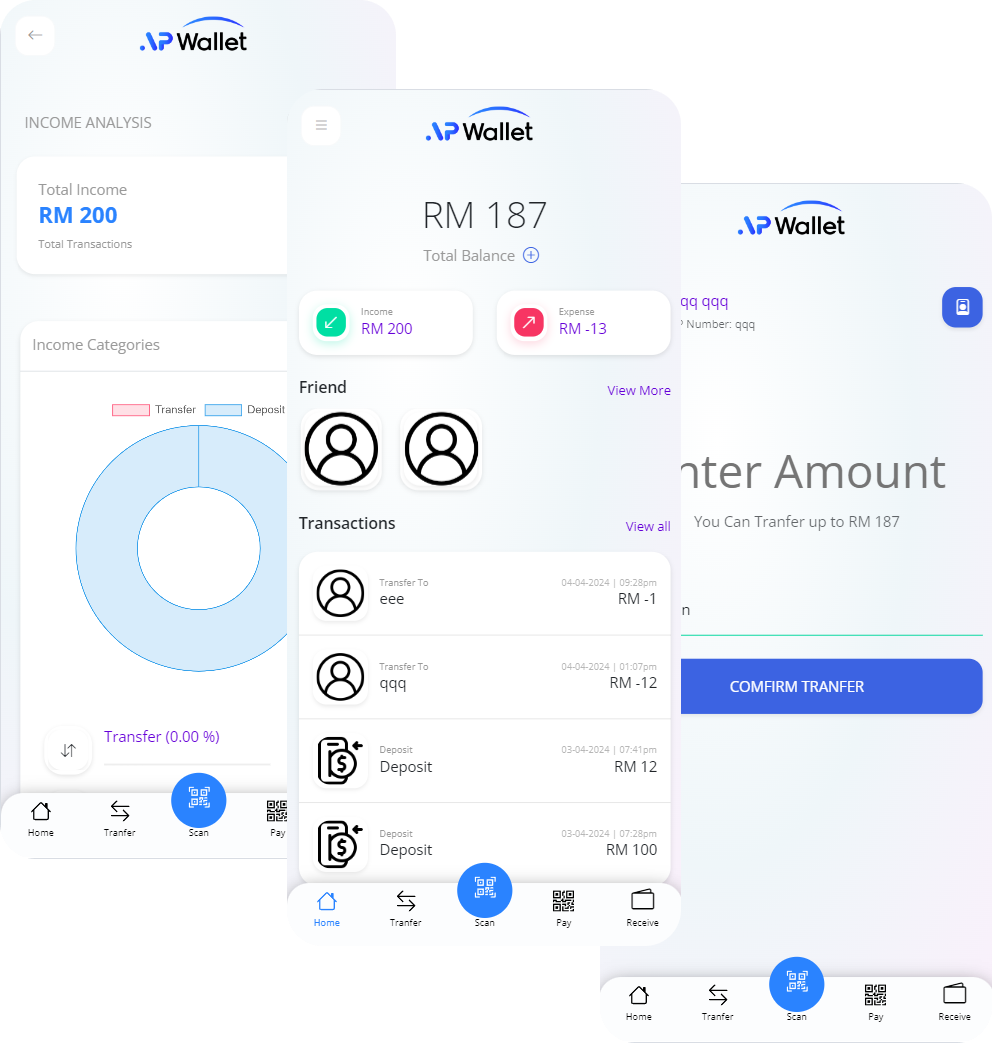 AP Wallet
INCOME ANALYSIS
Total Income
RM 200
Total Transactions
Income Categories
Transfer Deposit
Transfer (0.00 %)
Home Tranfer Scan Pay
AP Wallet
RM 187
Total Balance
Income
RM 200
Expense
RM -13
Friend View More
Transactions View all
Transfer To 04-04-2024 | 09:28pm
eee RM -1
Transfer To 04-04-2024 | 01:07pm
qqq RM -12
Deposit 03-04-2024 | 07:41pm
Deposit RM 12
Deposit 03-04-2024 | 07:28pm
Deposit RM 100
Home Tranfer Scan Pay Receive
AP Wallet
qq qqq
P Number: qqq
nter Amount
You Can Tranfer up to RM 187
n
COMFIRM TRANFER
Home Tranfer Scan Pay Receive